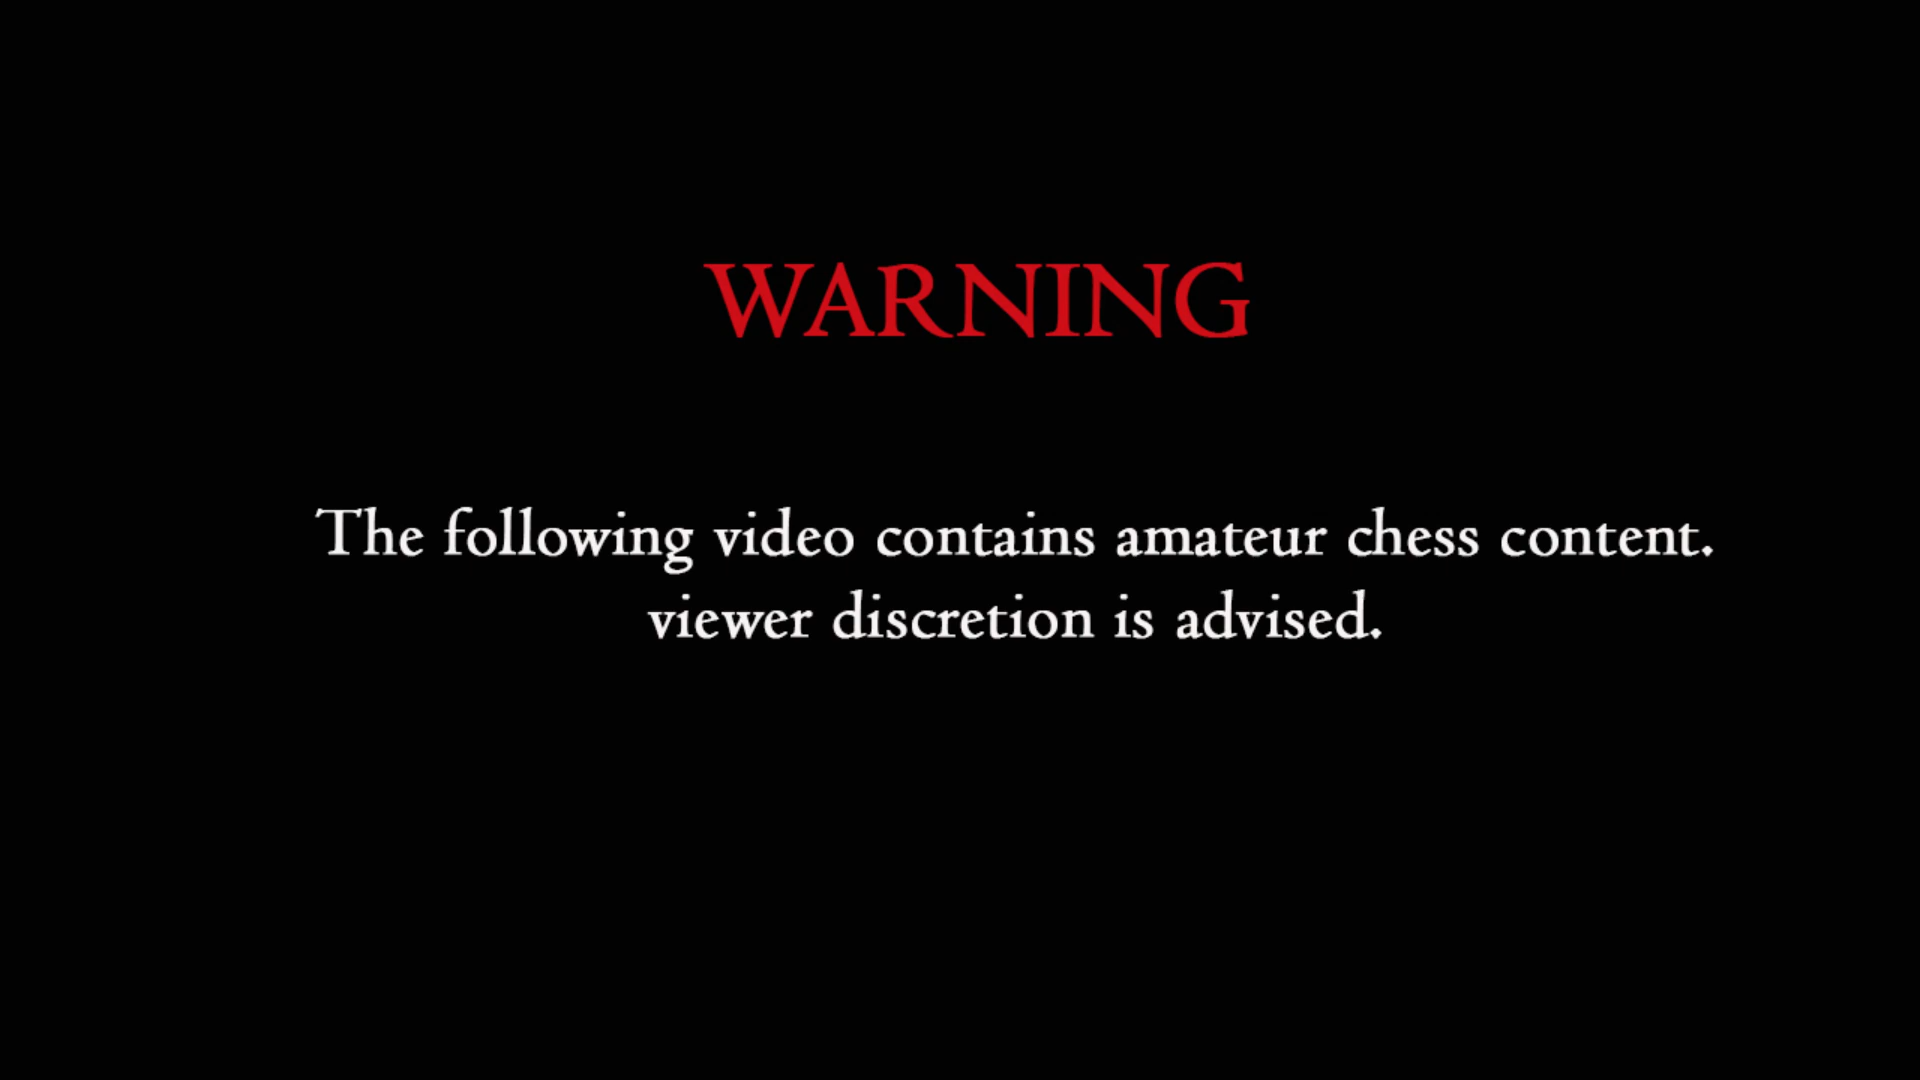 WARNING
The following video contains amateur chess content.
viewer discretion is advised.